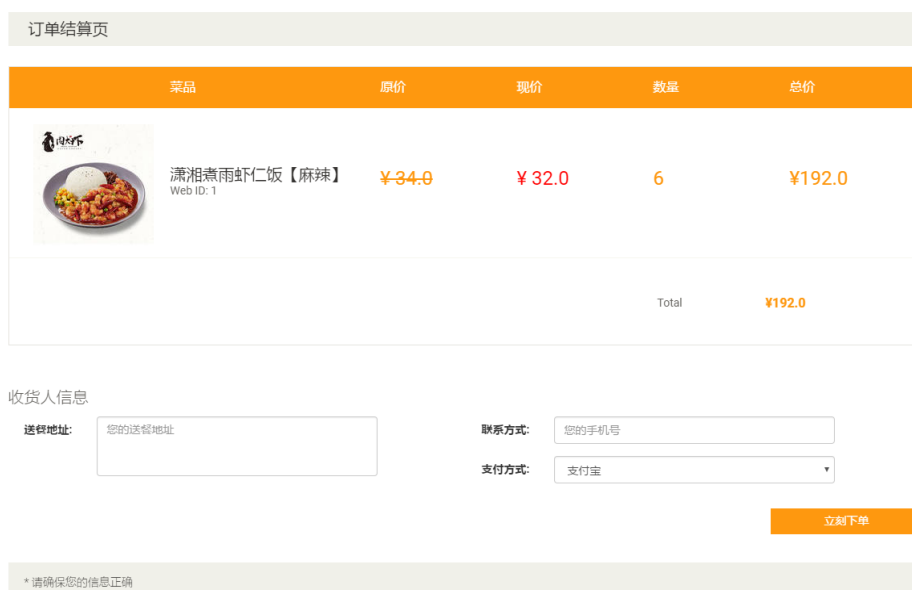 订单结算页
菜品 原价 现价 数量 总价
潇湘煮雨虾仁饭【麻辣】 ¥34.0 ¥32.0 6 ¥192.0
Web ID: 1
Total ¥192.0
收货人信息
送餐地址: 您的送餐地址 联系方式: 您的手机号
支付方式: 支付宝
立刻下单
* 请确保您的信息正确